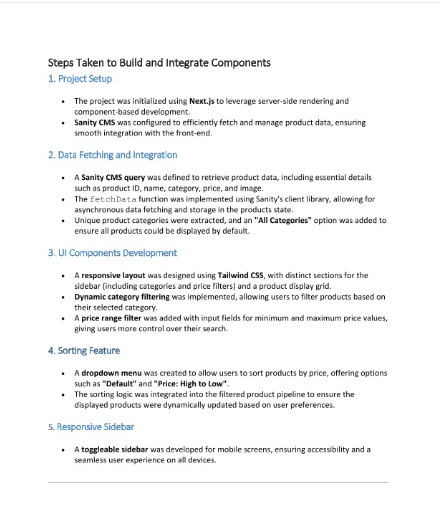 Steps Taken to Build and Integrate Components
1. Project Setup
• The project was initialized using Next.js to leverage server-side rendering and
component-based development.
• Sanity CMS was configured to efficiently fetch and manage product data, ensuring
smooth integration with the front-end.
2. Data Fetching and Integration
• A Sanity CMS query was defined to retrieve product data, including essential details
such as product ID, name, category, price, and image.
• The fetchData function was implemented using Sanity's client library, allowing for
asynchronous data fetching and storage in the products state.
• Unique product categories were extracted, and an "All Categories" option was added to
ensure all products could be displayed by default.
3. UI Components Development
• A responsive layout was designed using Tailwind CSS, with distinct sections for the
sidebar (including categories and price filters) and a product display grid.
• Dynamic category filtering was implemented, allowing users to filter products based on
their selected category.
• A price range filter was added with input fields for minimum and maximum price values,
giving users more control over their search.
4. Sorting Feature
• A dropdown menu was created to allow users to sort products by price, offering options
such as "Default" and "Price: High to Low".
• The sorting logic was integrated into the filtered product pipeline to ensure the
displayed products were dynamically updated based on user preferences.
5. Responsive Sidebar
• A toggleable sidebar was developed for mobile screens, ensuring accessibility and a
seamless user experience on all devices.